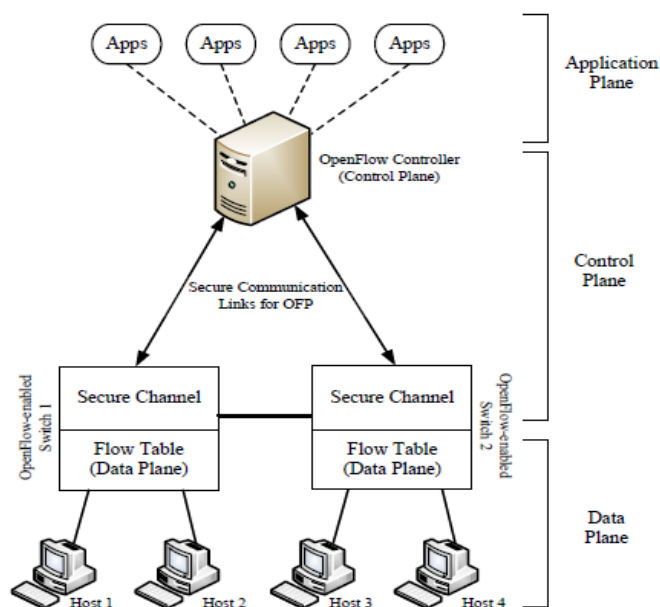 Apps
Apps
Apps
Apps
Application
Plane
OpenFlow Controller
(Control Plane)
Control
Plane
Secure Communication
Links for OFP
OpenFlow-enabled
Switch 1
Secure Channel
Flow Table
(Data Plane)
Secure Channel
Flow Table
(Data Plane)
OpenFlow-enabled
Switch 2
Data
Plane
Host 1
Host 2
Host 3
Host 4